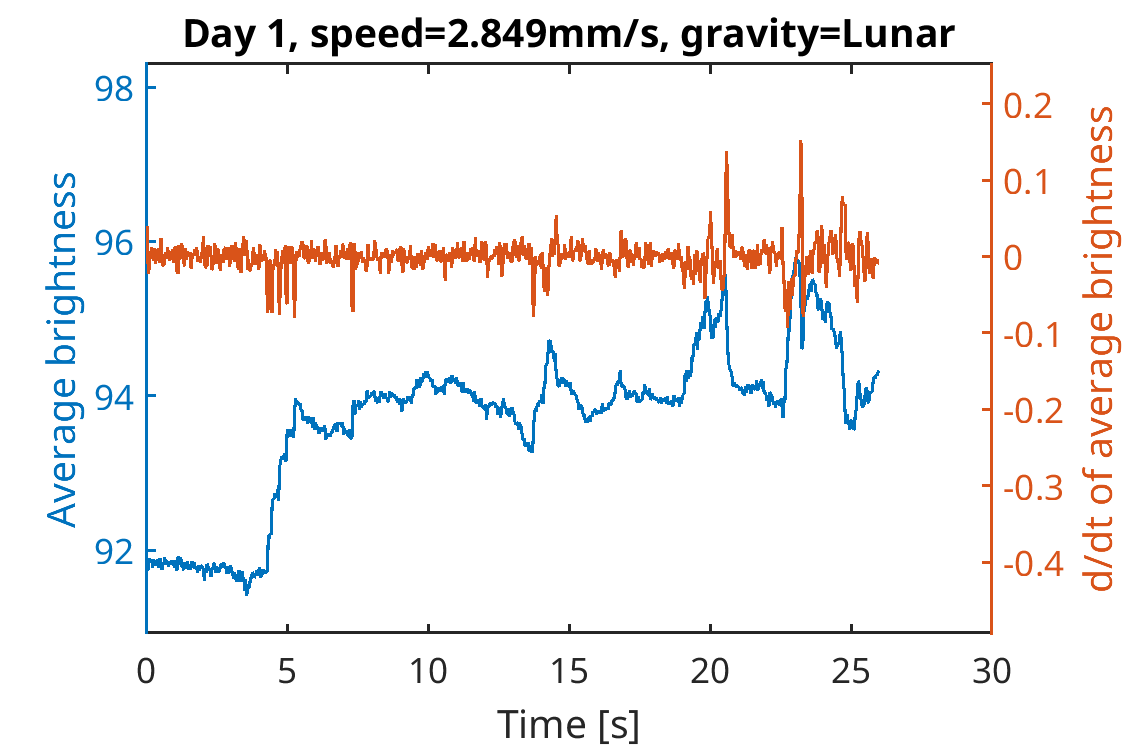 Day 1, speed=2.849mm/s, gravity=Lunar
98
96
94
92
Average brightness
0.2
0.1
0
-0.1
-0.2
-0.3
-0.4
d/dt of average brightness
0 5 10 15 20 25 30
Time [s]